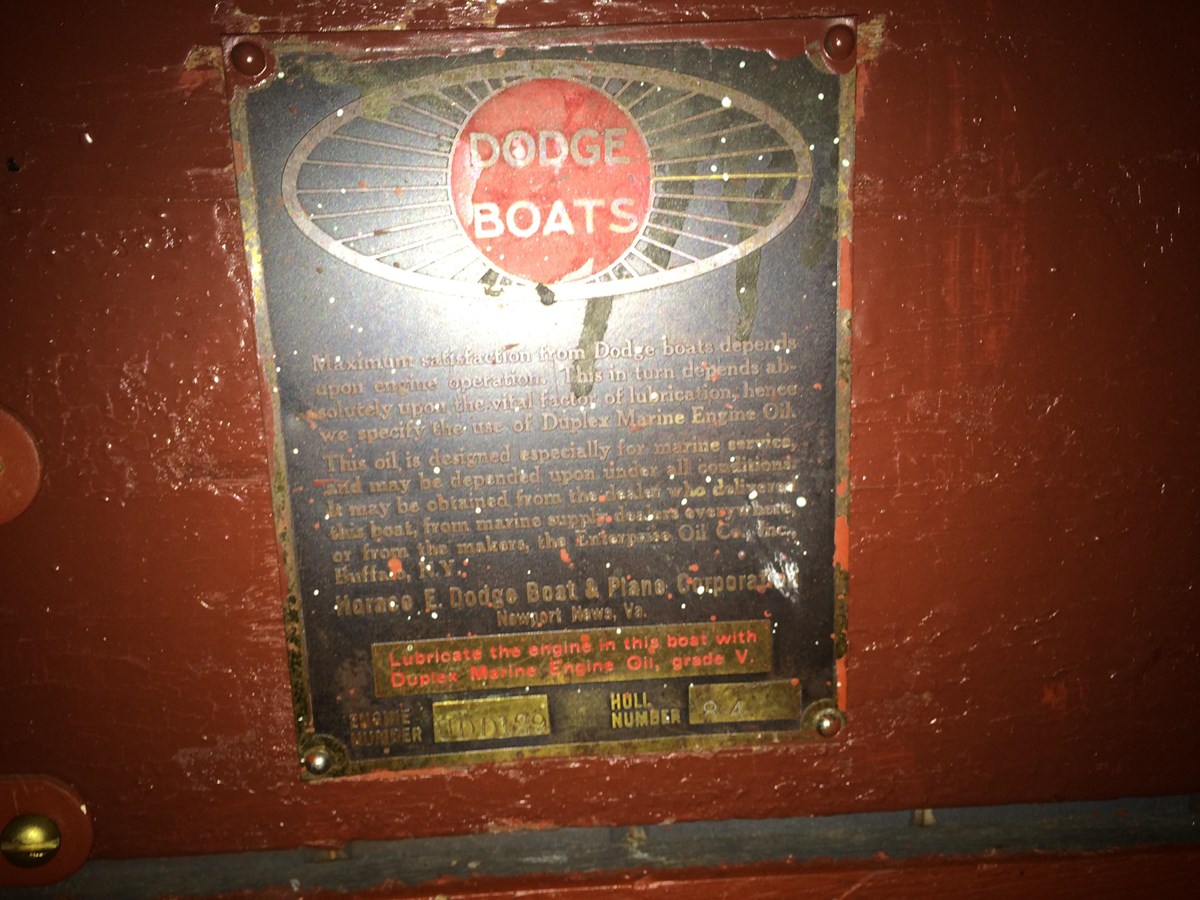 DODGE
BOATS
Maximum satisfaction from Dodge boats depends
upon engine operation. This in turn depends ab-
solutely upon the vital factor of lubrication, hence
we specify the use of Duplex Marine Engine Oil.
This oil is designed especially for marine service,
and may be depended upon under all conditions.
It may be obtained from the dealer who delivered
this boat, from marine supply dealers everywhere,
or from the makers, the Enterprise Oil Co., Inc.,
Buffalo, N.Y.
Horace E. Dodge Boat & Plane Corporation
Newport News, Va.
Lubricate the engine in this boat with
Duplex Marine Engine Oil, grade V.
ENGINE
NUMBER
HULL
NUMBER 84